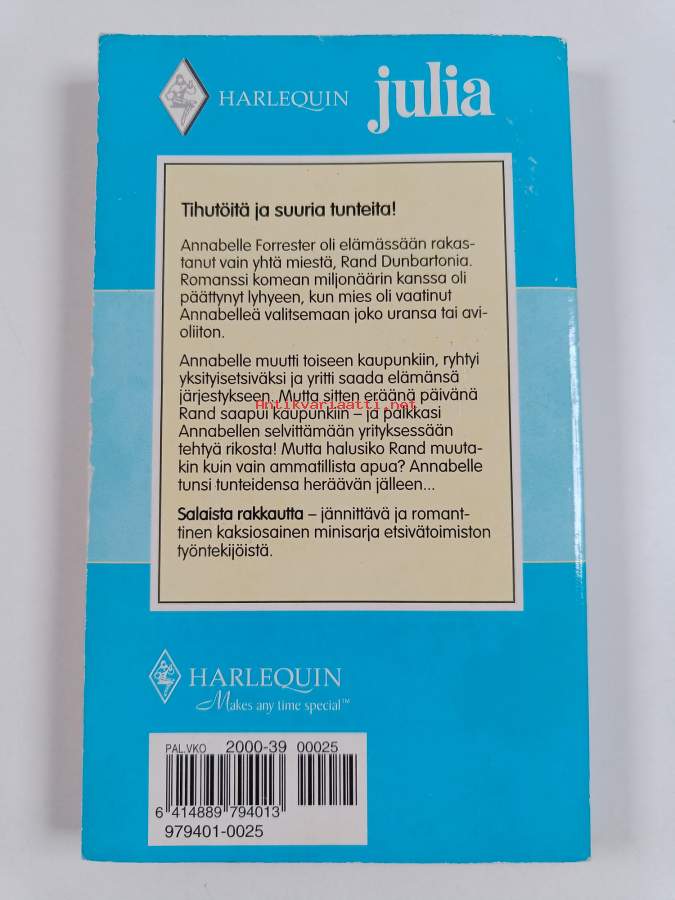 HARLEQUIN julia
Tihutöitä ja suuria tunteita!
Annabelle Forrester oli elämässään rakas-
tanut vain yhtä miestä, Rand Dunbartonia.
Romanssi komean miljonäärin kanssa oli
päättynyt lyhyeen, kun mies oli vaatinut
Annabelleä valitsemaan joko uransa tai avi-
oliiton.
Annabelle muutti toiseen kaupunkiin, ryhtyi
yksityisetsiväksi ja yritti saada elämänsä
järjestykseen. Mutta sitten eräänä päivänä
Antikvariaatti.net
Rand saapui kaupunkiin – ja palkkasi
Annabellen selvittämään yrityksessään
tehtyä rikosta! Mutta halusiko Rand muuta-
kin kuin vain ammatillista apua? Annabelle
tunsi tunteidensa heräävän jälleen...
Salaista rakkautta – jännittävä ja romant-
tinen kaksiosainen minisarja etsivätoimiston
työntekijöistä.
HARLEQUIN
Makes any time special™
PAL.VKO 2000-39 00025
6 414889 794013
979401-0025